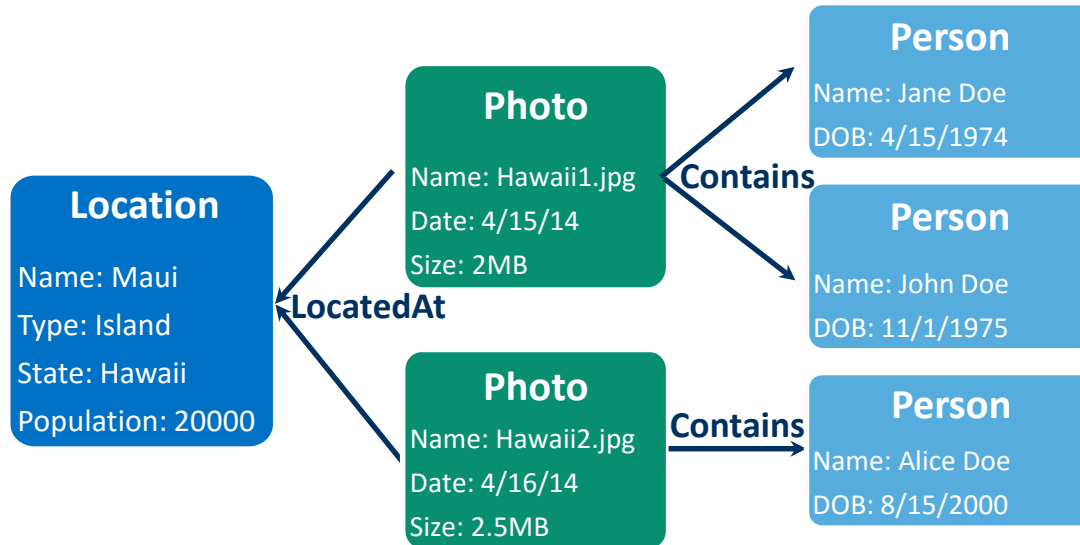 Location
Name: Maui
Type: Island
State: Hawaii
Population: 20000
LocatedAt
Photo
Name: Hawaii1.jpg
Date: 4/15/14
Size: 2MB
Photo
Name: Hawaii2.jpg
Date: 4/16/14
Size: 2.5MB
Contains
Contains
Person
Name: Jane Doe
DOB: 4/15/1974
Person
Name: John Doe
DOB: 11/1/1975
Person
Name: Alice Doe
DOB: 8/15/2000